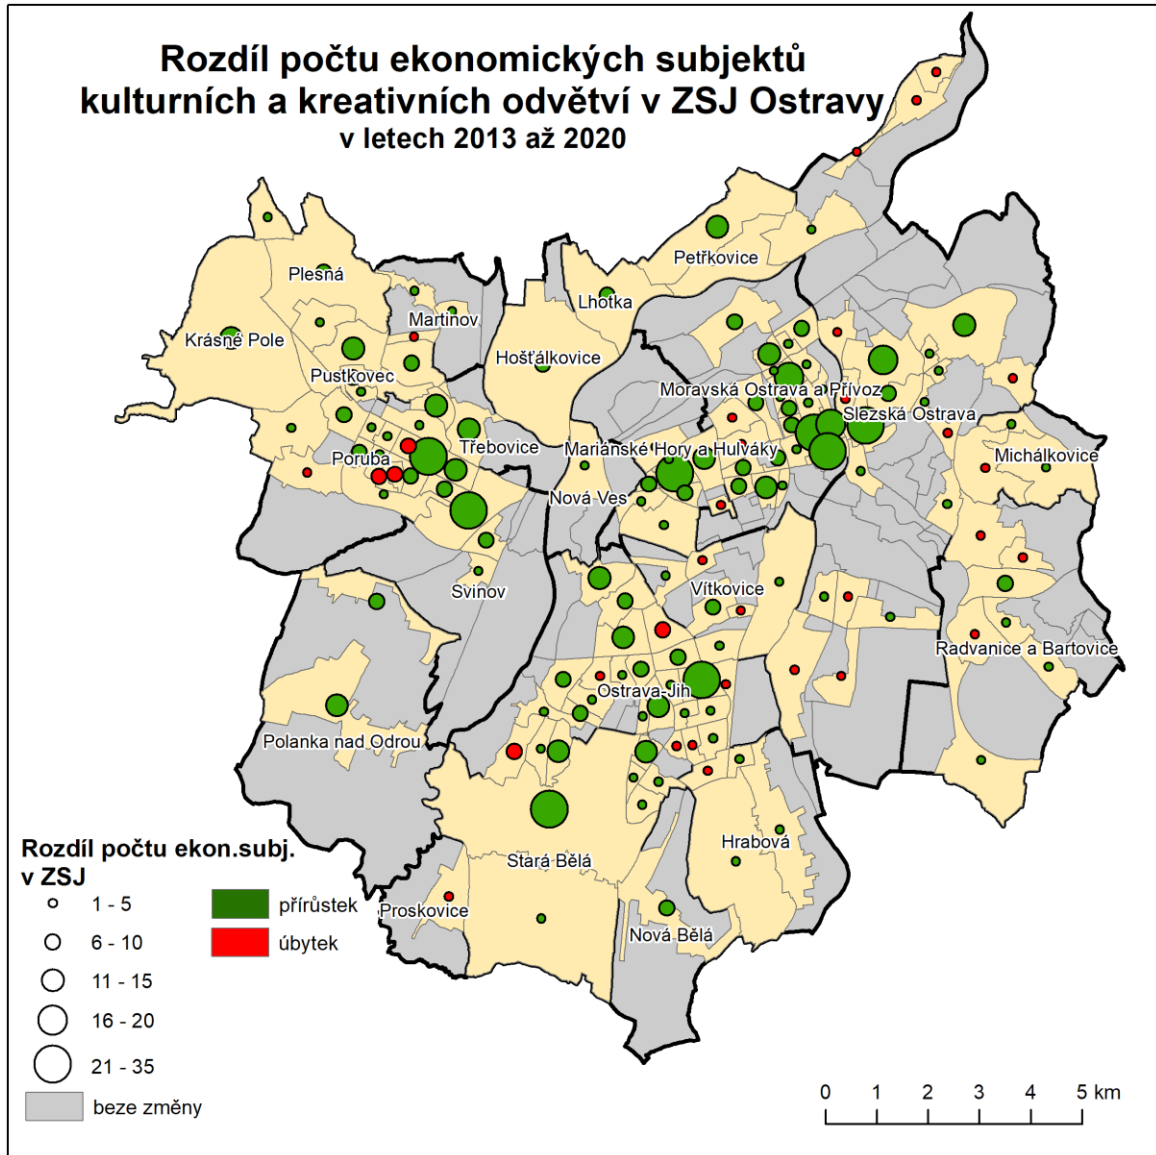 Rozdíl počtu ekonomických subjektů
kulturních a kreativních odvětví v ZSJ Ostravy
v letech 2013 až 2020
Petřkovice
Plesná
Lhotka
Martinov
Krásné Pole
Hošťálkovice
Pustkovec
Moravská Ostrava a Přívoz
Slezská Ostrava
Třebovice
Mariánské Hory a Hulváky
Poruba
Michálkovice
Nová Ves
Svinov
Vítkovice
Radvanice a Bartovice
Ostrava-Jih
Polanka nad Odrou
Hrabová
Stará Bělá
Proskovice
Nová Bělá
Rozdíl počtu ekon.subj.
v ZSJ
1 - 5
6 - 10
11 - 15
16 - 20
21 - 35
beze změny
přírůstek
úbytek
0 1 2 3 4 5 km